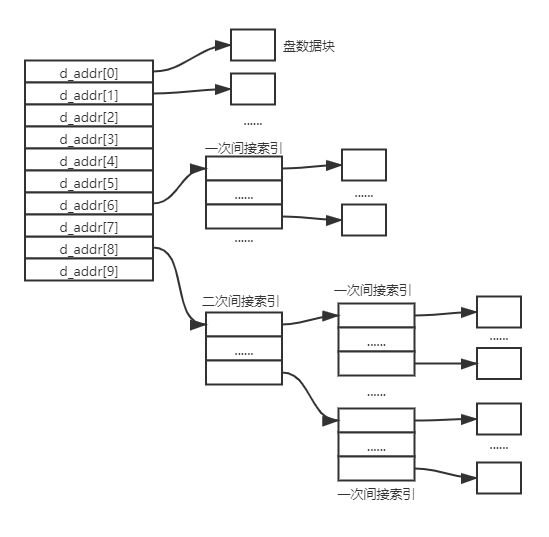 盘数据块
d_addr[0]
d_addr[1]
d_addr[2]
d_addr[3]
d_addr[4]
d_addr[5]
d_addr[6]
d_addr[7]
d_addr[8]
d_addr[9]
......
一次间接索引
......
......
......
二次间接索引
......
一次间接索引
......
......
......
......
......
一次间接索引